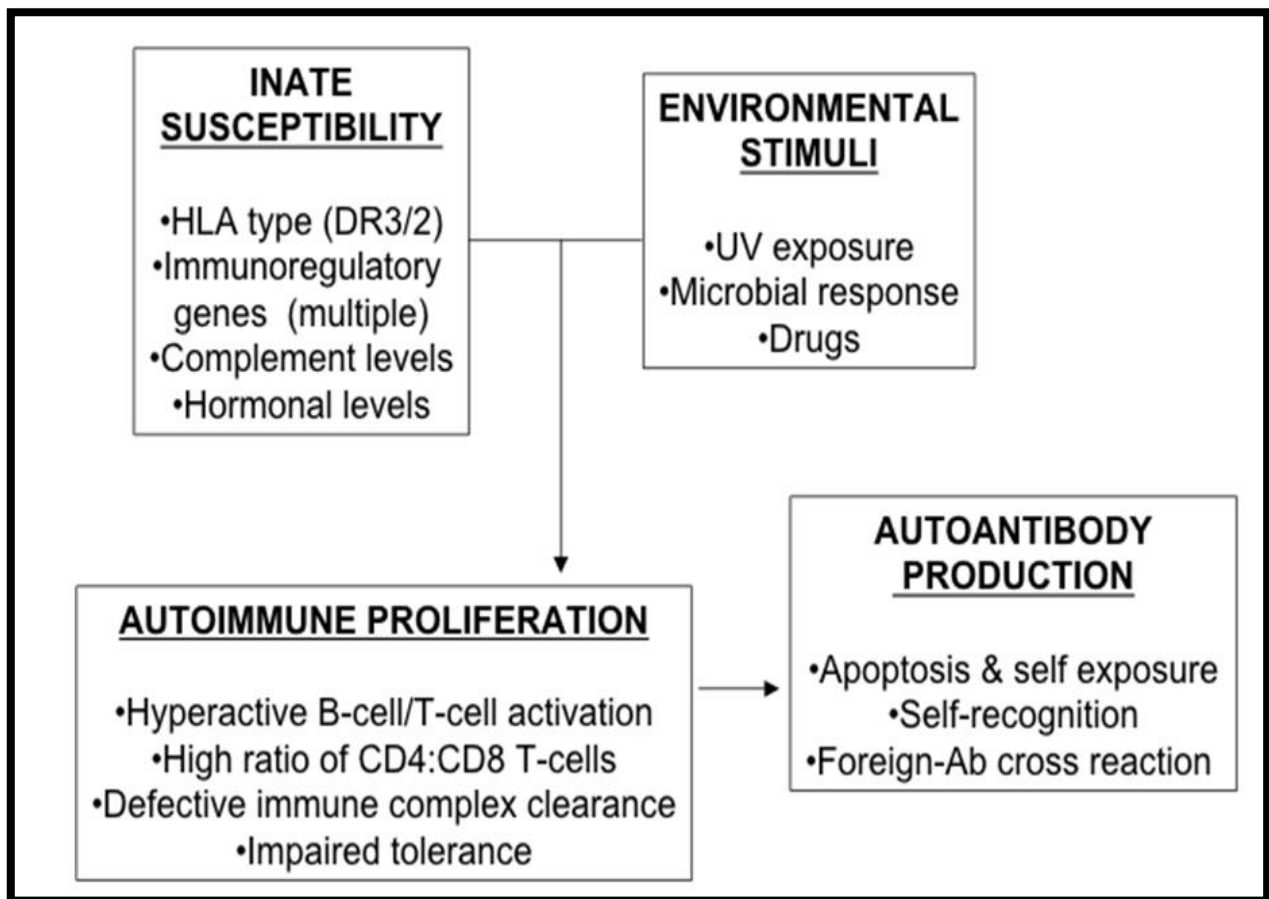 INATE
SUSCEPTIBILITY
•HLA type (DR3/2)
•Immunoregulatory
genes (multiple)
•Complement levels
•Hormonal levels
ENVIRONMENTAL
STIMULI
•UV exposure
•Microbial response
•Drugs
AUTOIMMUNE PROLIFERATION
•Hyperactive B-cell/T-cell activation
•High ratio of CD4:CD8 T-cells
•Defective immune complex clearance
•Impaired tolerance
AUTOANTIBODY
PRODUCTION
•Apoptosis & self exposure
•Self-recognition
•Foreign-Ab cross reaction